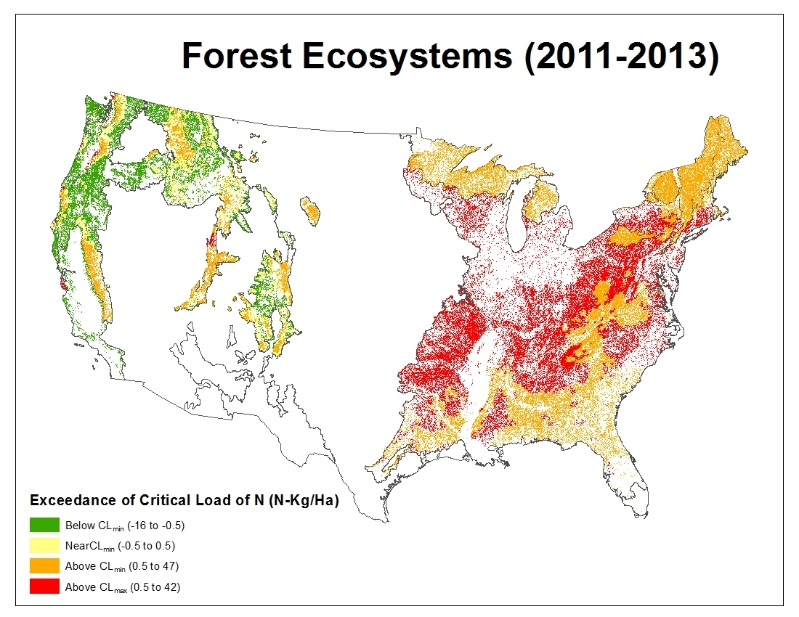 Forest Ecosystems (2011-2013)
Exceedance of Critical Load of N (N-Kg/Ha)
Below CLmin (-16 to -0.5)
NearCLmin (-0.5 to 0.5)
Above CLmin (0.5 to 47)
Above CLmax (0.5 to 42)